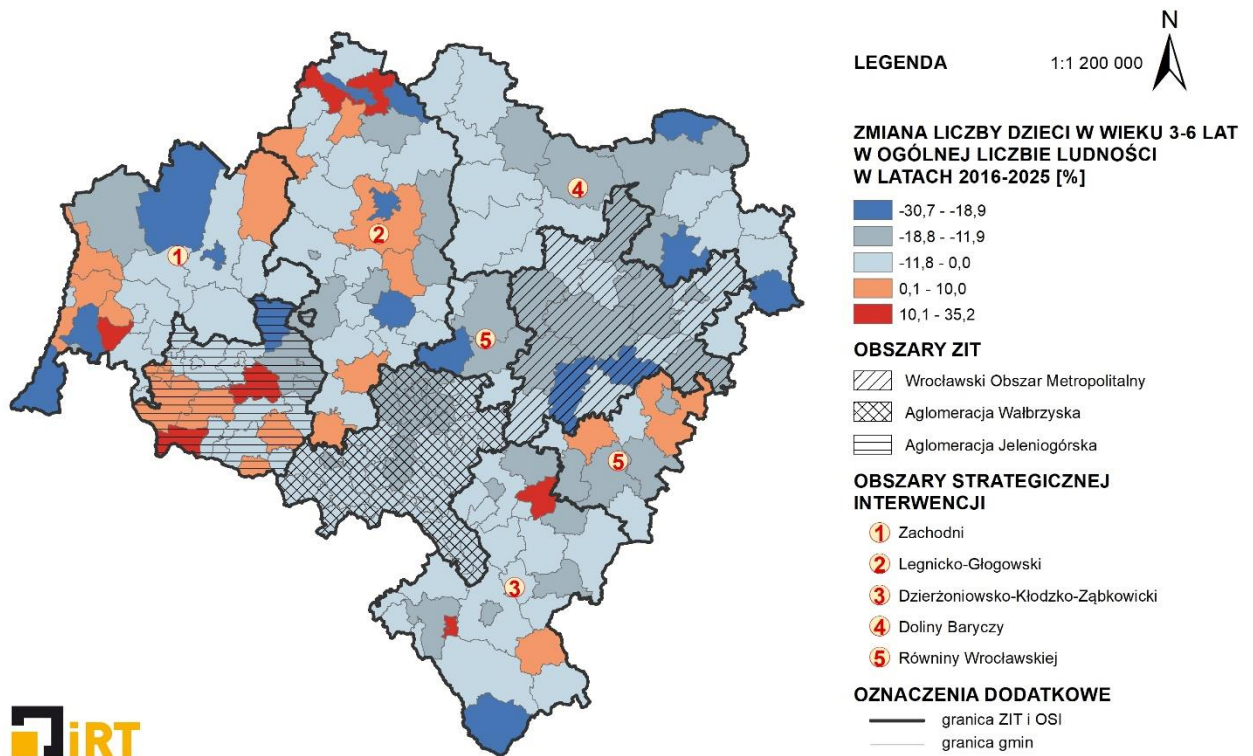 N
LEGENDA
1:1 200 000
ZMIANA LICZBY DZIECI W WIEKU 3-6 LAT
W OGÓLNEJ LICZBIE LUDNOŚCI
W LATACH 2016-2025 [%]
-30,7 - -18,9
-18,8 - -11,9
-11,8 - 0,0
0,1 - 10,0
10,1 - 35,2
OBSZARY ZIT
Wrocławski Obszar Metropolitalny
Aglomeracja Wałbrzyska
Aglomeracja Jeleniogórska
OBSZARY STRATEGICZNEJ
INTERWENCJI
1 Zachodni
2 Legnicko-Głogowski
3 Dzierżoniowsko-Kłodzko-Ząbkowicki
4 Doliny Baryczy
5 Równiny Wrocławskiej
OZNACZENIA DODATKOWE
granica ZIT i OSI
granica gmin
4
2
1
5
5
3
iRT